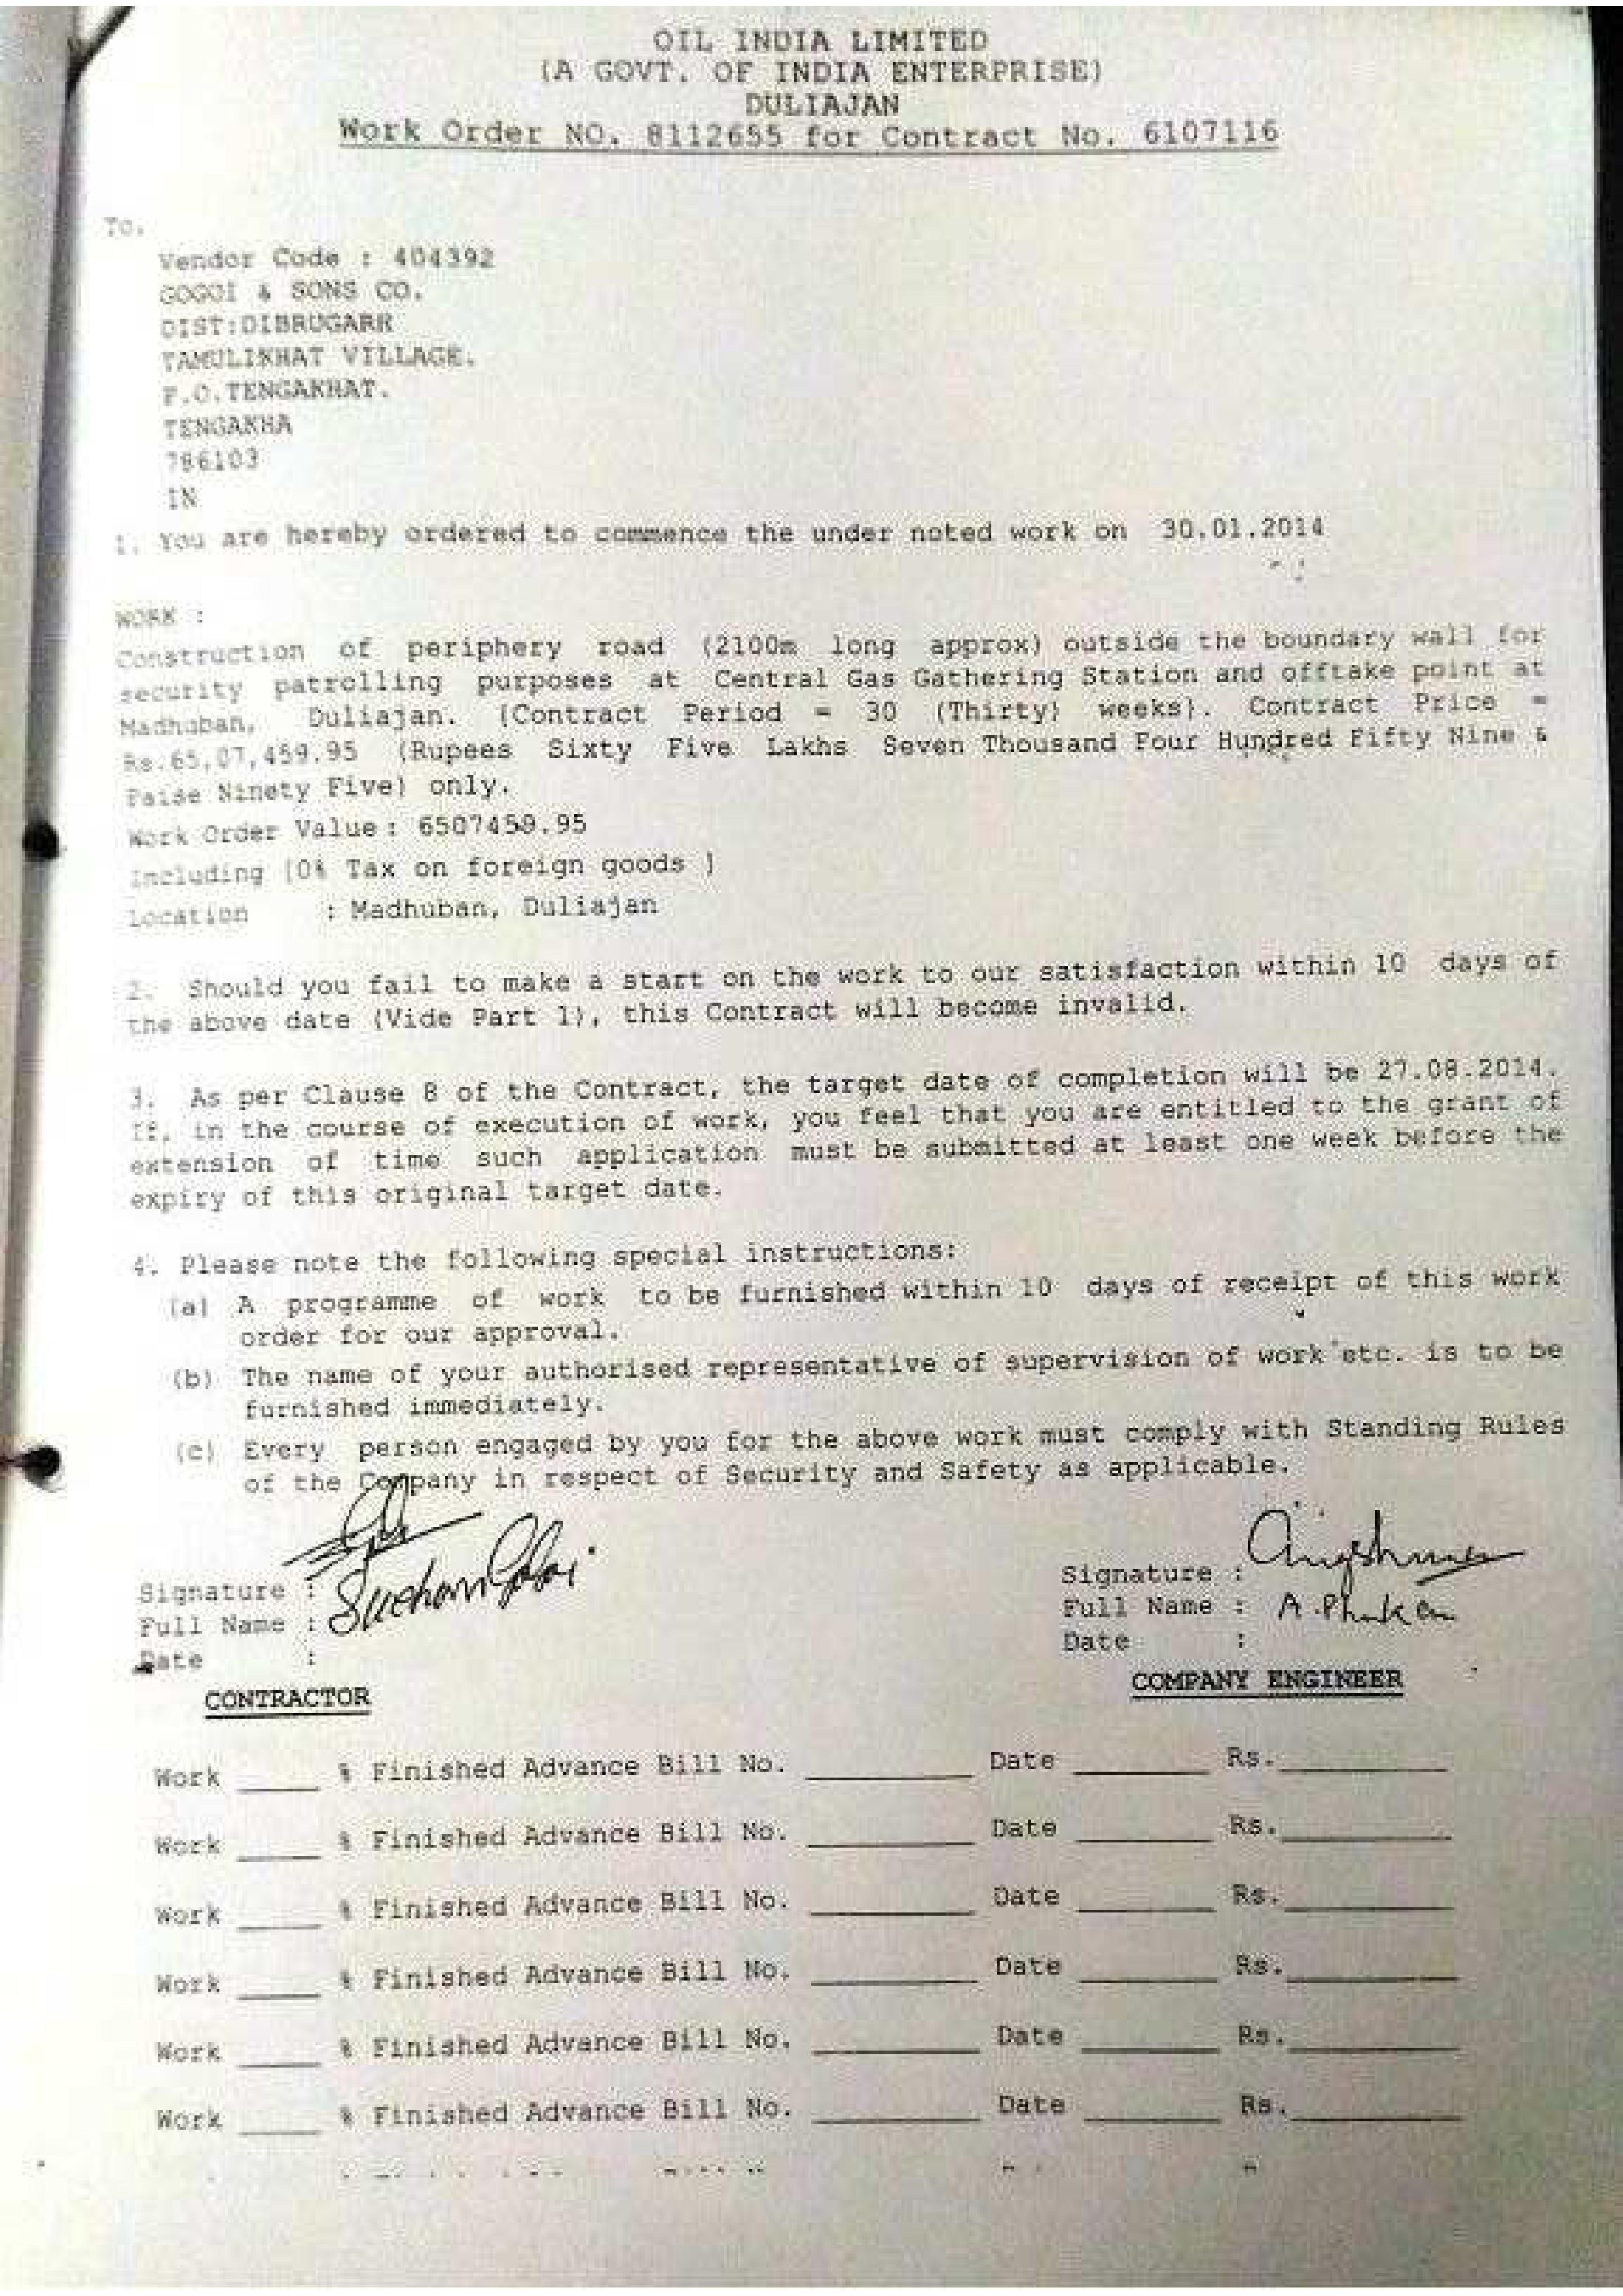 OIL INDIA LIMITED
(A GOVT. OF INDIA ENTERPRISE)
DULIAJAN
Work Order NO. 8112655 for Contract No. 6107116
To,
Vendor Code : 404392
GOGOI & SONS CO.
DIST:DIBRUGARH
TAMULIKHAT VILLAGE.
P.O.TENGAKHAT.
TENGAKHA
786103
IN
1. You are hereby ordered to commence the under noted work on 30.01.2014
WORK :
Construction of periphery road (2100m long approx) outside the boundary wall for
security patrolling purposes at Central Gas Gathering Station and offtake point at
Madhuban, Duliajan. (Contract Period = 30 (Thirty) weeks). Contract Price =
Rs.65,07,459.95 (Rupees Sixty Five Lakhs Seven Thousand Four Hundred Fifty Nine &
Paise Ninety Five) only.
Work Order Value : 6507459.95
Including [0% Tax on foreign goods ]
Location : Madhuban, Duliajan
2. Should you fail to make a start on the work to our satisfaction within 10 days of
the above date (Vide Part 1), this Contract will become invalid.
3. As per Clause 8 of the Contract, the target date of completion will be 27.08.2014.
If, in the course of execution of work, you feel that you are entitled to the grant of
extension of time such application must be submitted at least one week before the
expiry of this original target date.
4. Please note the following special instructions:
(a) A programme of work to be furnished within 10 days of receipt of this work
order for our approval.
(b) The name of your authorised representative of supervision of work etc. is to be
furnished immediately.
(c) Every person engaged by you for the above work must comply with Standing Rules
of the Company in respect of Security and Safety as applicable.
Signature : Signature :
Full Name : Full Name : A. Phukan
Date : Date :
CONTRACTOR COMPANY ENGINEER
Work ____ % Finished Advance Bill No. ________ Date ______ Rs.________
Work ____ % Finished Advance Bill No. ________ Date ______ Rs.________
Work ____ % Finished Advance Bill No. ________ Date ______ Rs.________
Work ____ % Finished Advance Bill No. ________ Date ______ Rs.________
Work ____ % Finished Advance Bill No. ________ Date ______ Rs.________
Work ____ % Finished Advance Bill No. ________ Date ______ Rs.________